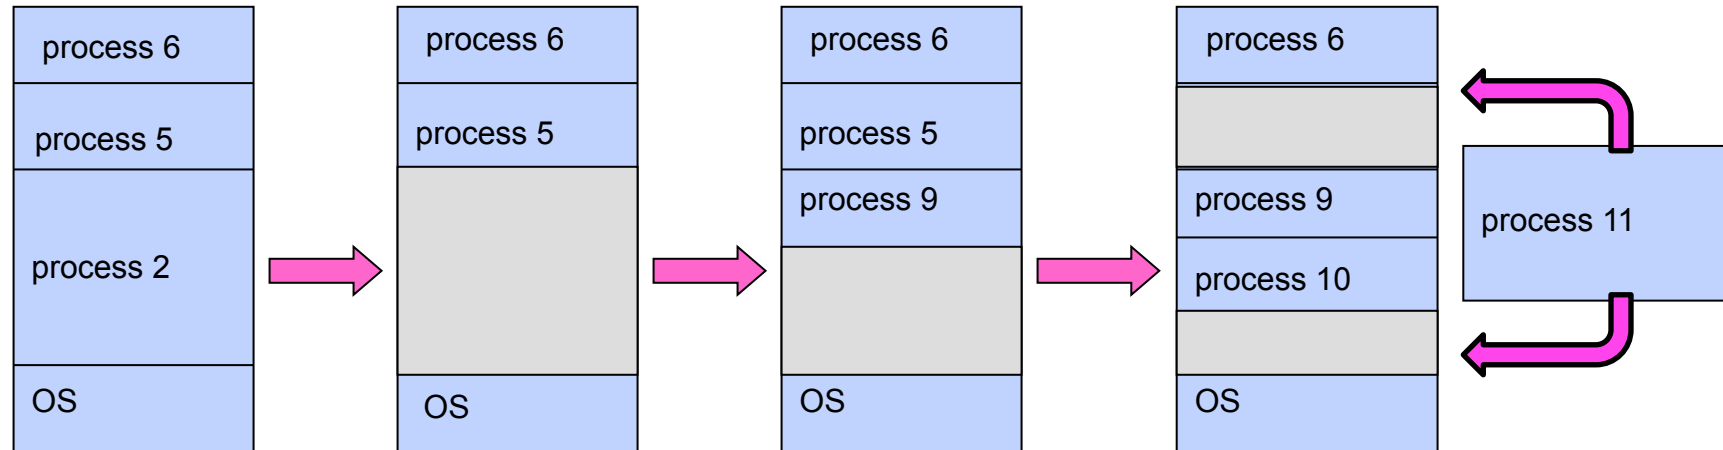 process 6
process 5
process 2
OS
process 6
process 5
OS
process 6
process 5
process 9
OS
process 6
process 9
process 10
OS
process 11